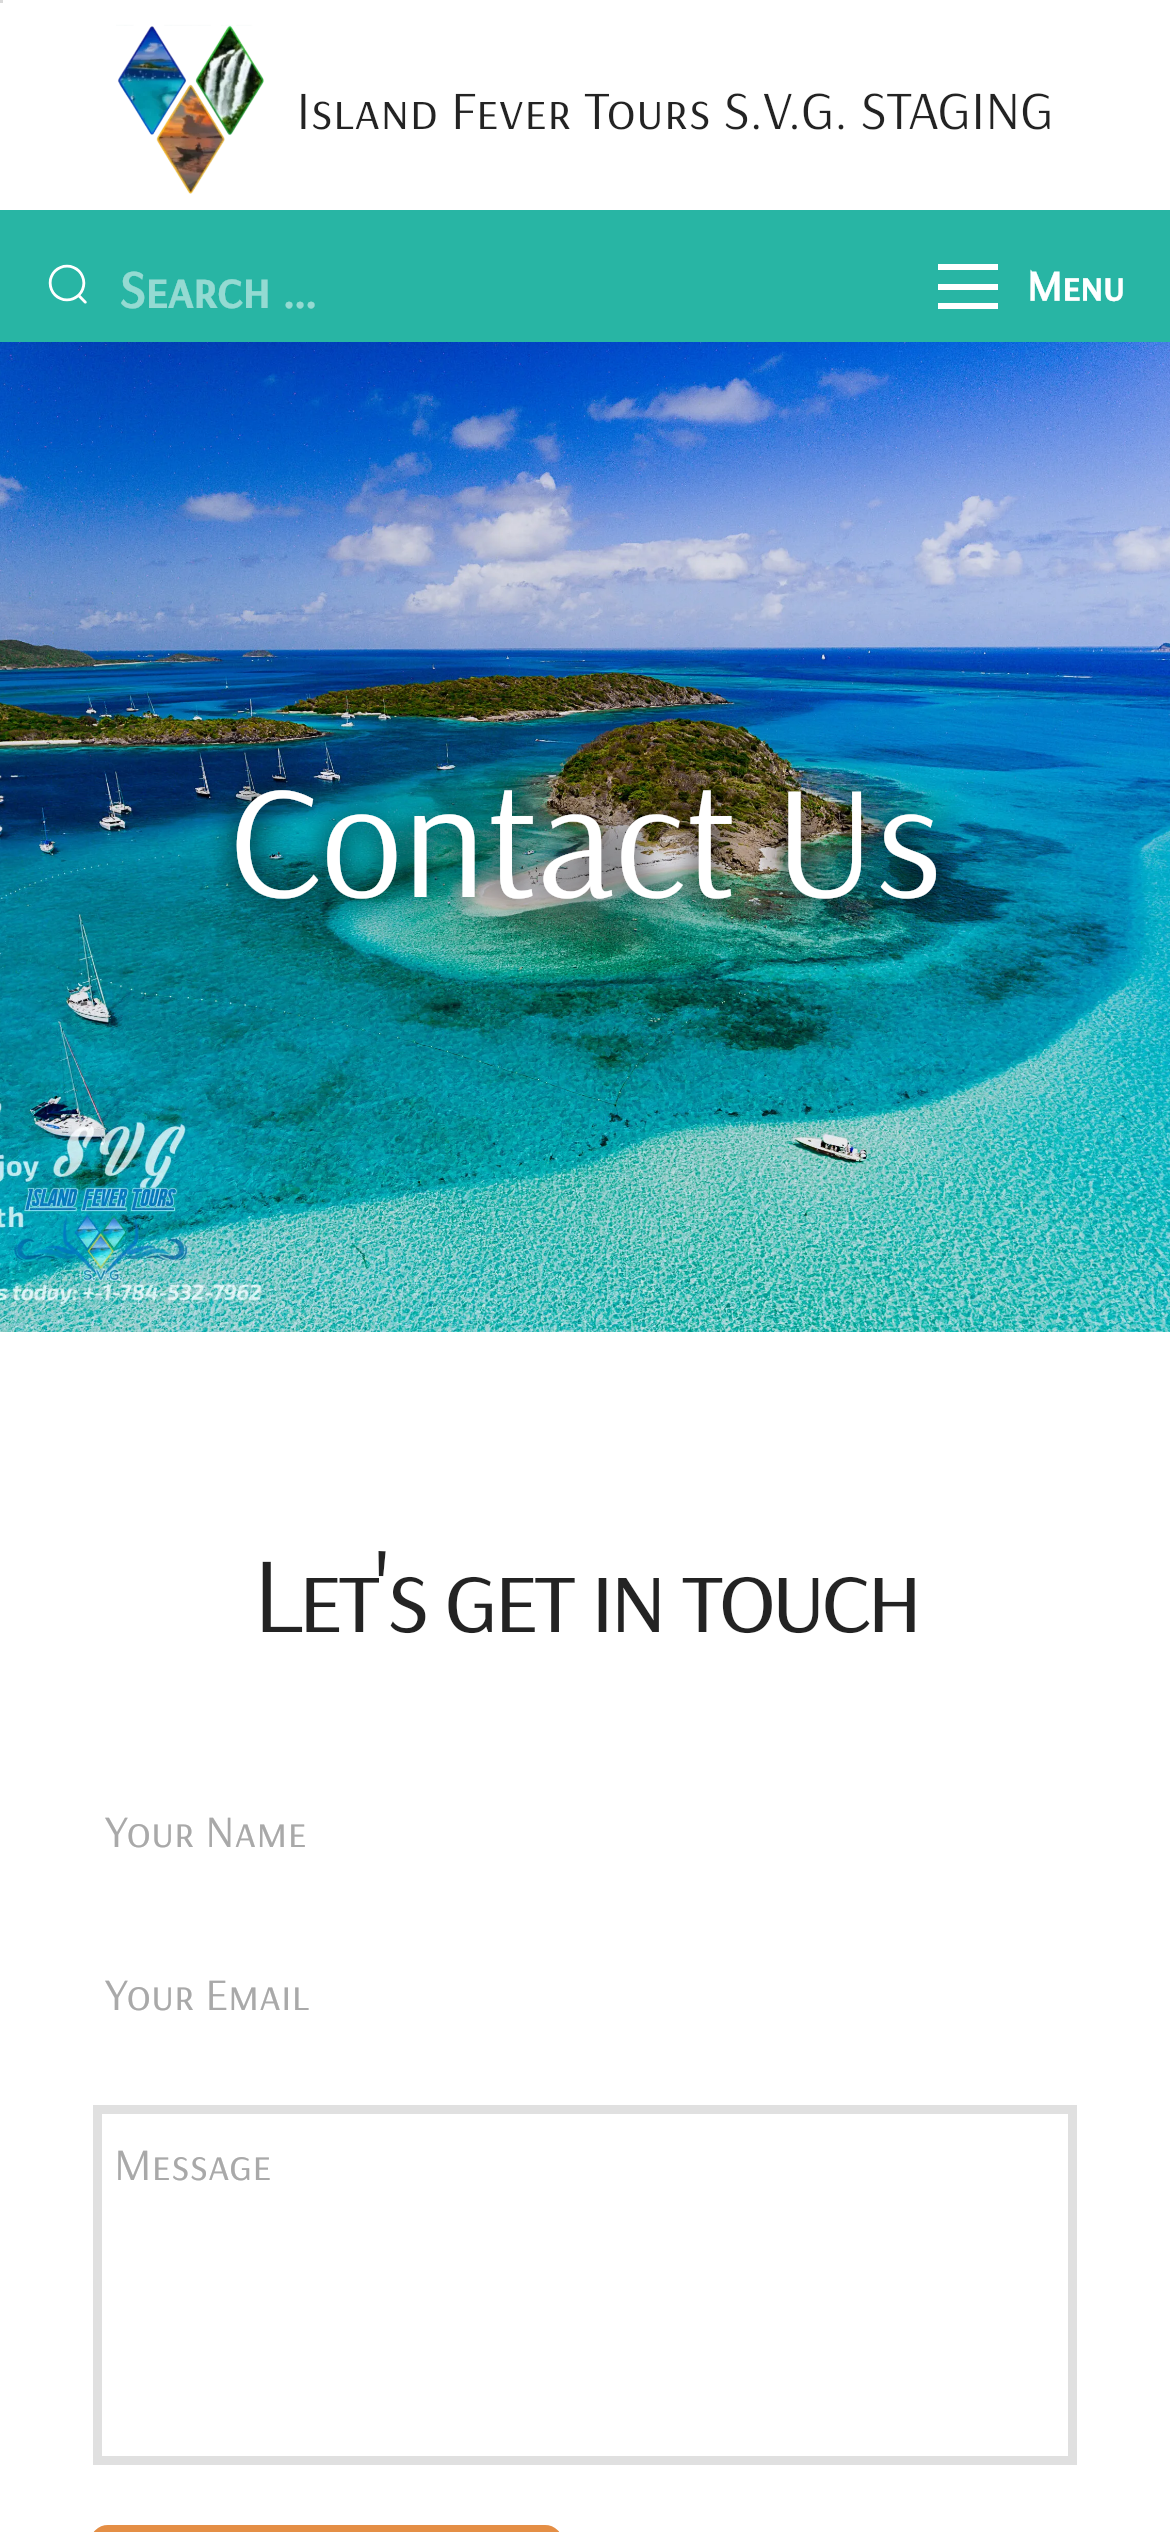 Island Fever Tours S.V.G. STAGING
Search ...
Menu
Contact Us
joy
SVG
th
ISLAND FEVER TOURS
S.V.G.
s today: +-1-784-532-7962
Let's get in touch
Your Name
Your Email
Message